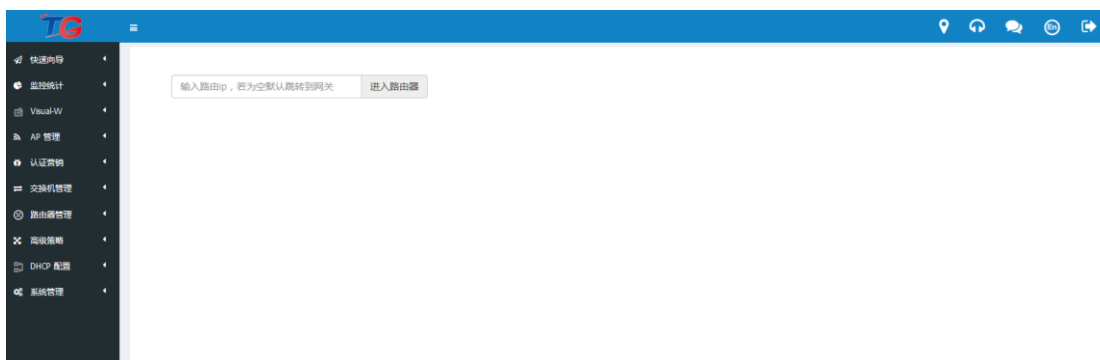 TG
En
快速向导
监控统计
输入路由ip，若为空默认跳转到网关 进入路由器
Visual-W
AP 管理
认证营销
交换机管理
路由器管理
高级策略
DHCP 配置
系统管理